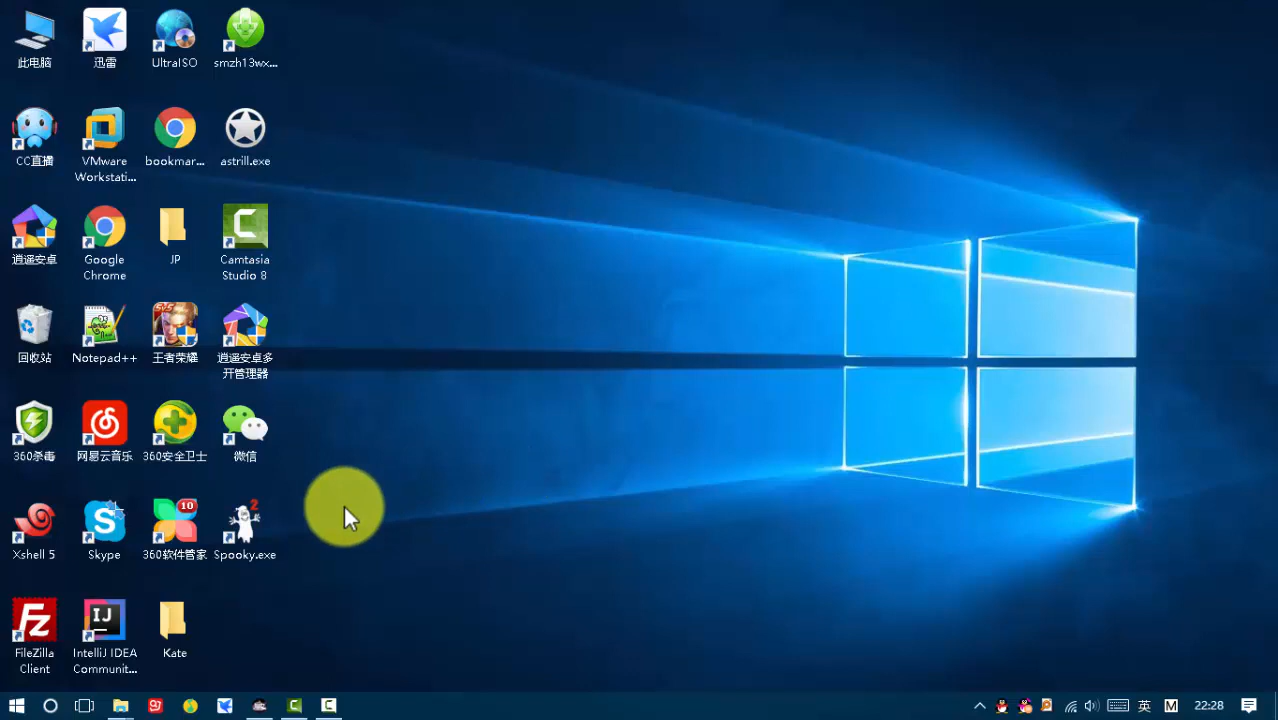 此电脑
迅雷
UltraISO
smzh13wx...
CC直播
VMware
Workstati...
bookmar...
astrill.exe
逍遥安卓
Google
Chrome
JP
Camtasia
Studio 8
回收站
Notepad++
王者荣耀
逍遥安卓多
开管理器
360杀毒
网易云音乐
360安全卫士
微信
Xshell 5
Skype
10
360软件管家
2
Spooky.exe
FileZilla
Client
IJ
IntelliJ IDEA
Communit...
Kate
英
M
22:28